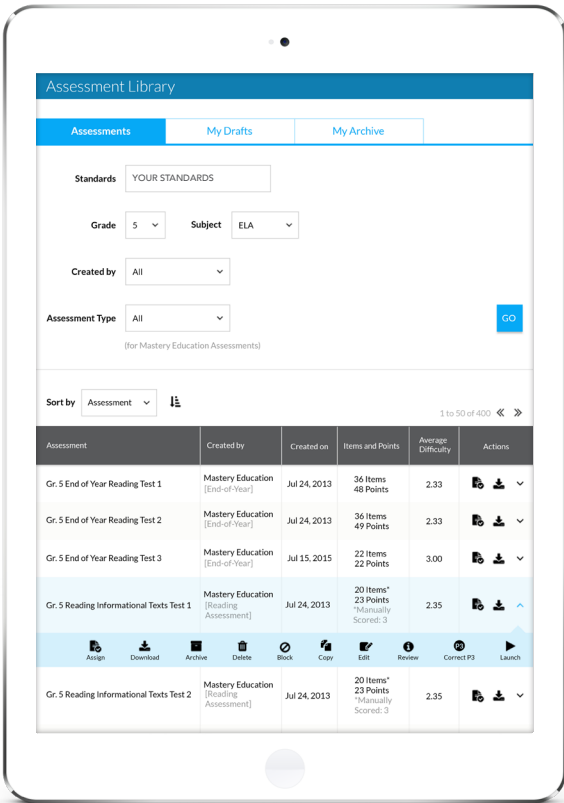 Assessment Library
Assessments My Drafts My Archive
Standards YOUR STANDARDS
Grade 5 Subject ELA
Created by All
Assessment Type All GO
(for Mastery Education Assessments)
Sort by Assessment
1 to 50 of 400 « »
Assessment Created by Created on Items and Points Average Difficulty Actions
Gr. 5 End of Year Reading Test 1 Mastery Education [End-of-Year] Jul 24, 2013 36 Items 48 Points 2.33
Gr. 5 End of Year Reading Test 2 Mastery Education [End-of-Year] Jul 24, 2013 36 Items 49 Points 2.33
Gr. 5 End of Year Reading Test 3 Mastery Education [End-of-Year] Jul 15, 2015 22 Items 22 Points 3.00
Gr. 5 Reading Informational Texts Test 1 Mastery Education [Reading Assessment] Jul 24, 2013 20 Items* 23 Points *Manually Scored: 3 2.35
P3
Assign Download Archive Delete Block Copy Edit Review Correct P3 Launch
Gr. 5 Reading Informational Texts Test 2 Mastery Education [Reading Assessment] Jul 24, 2013 20 Items* 23 Points *Manually Scored: 3 2.35